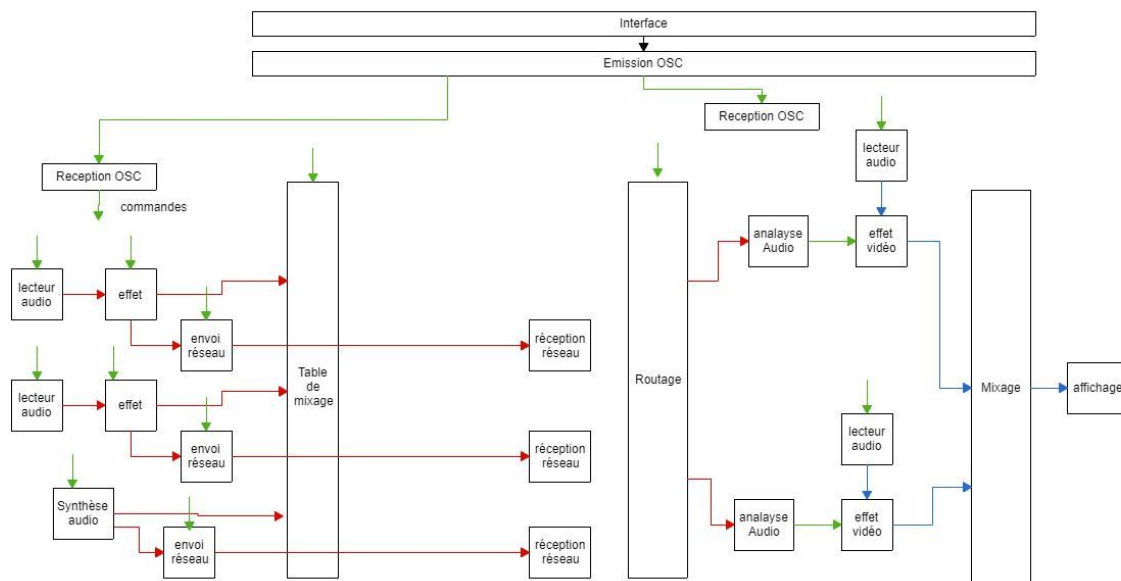 Interface
Emission OSC
Reception OSC
lecteur
audio
Reception OSC
commandes
analayse
Audio
effet
vidéo
lecteur
audio
effet
envoi
réseau
réception
réseau
Table
de
mixage
Routage
Mixage
affichage
lecteur
audio
effet
envoi
réseau
réception
réseau
lecteur
audio
Synthèse
audio
envoi
réseau
réception
réseau
analayse
Audio
effet
vidéo